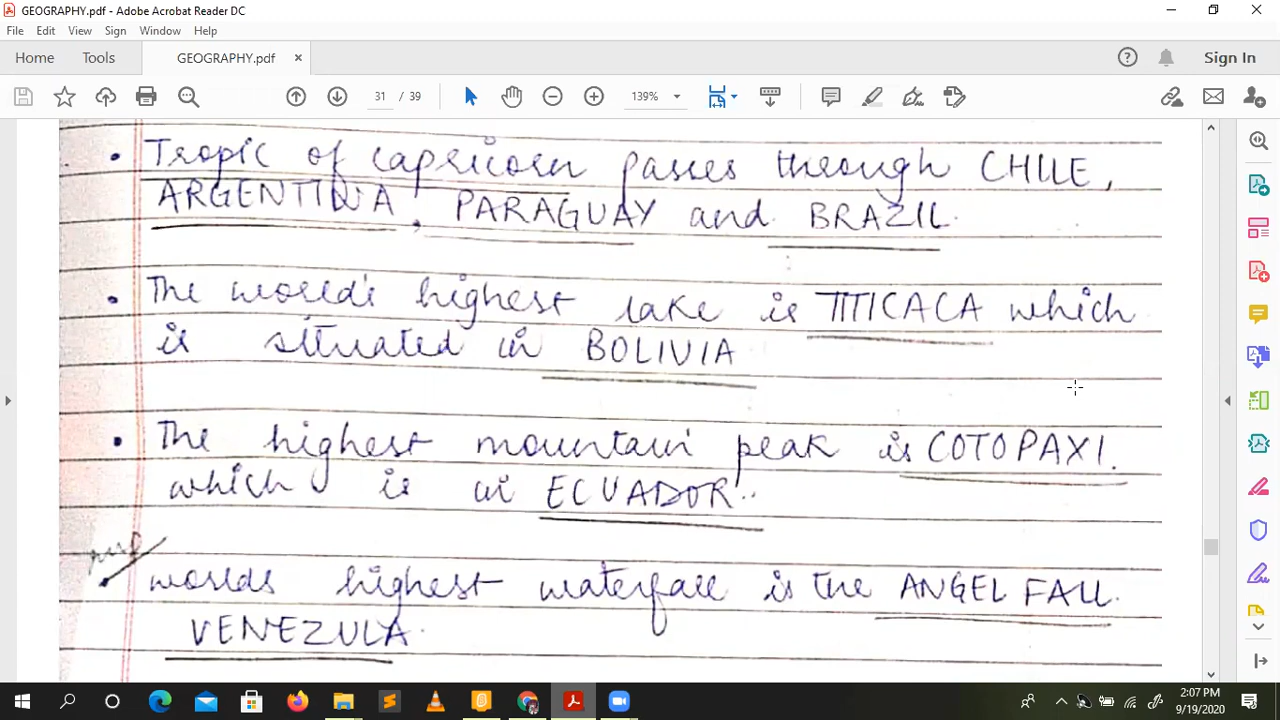 GEOGRAPHY.pdf - Adobe Acrobat Reader DC
File Edit View Sign Window Help
Home Tools GEOGRAPHY.pdf × Sign In
31 / 39 139%
• Tropic of capricorn passes through CHILE,
ARGENTINA, PARAGUAY and BRAZIL.
• The world's highest lake is TITICACA which
is situated in BOLIVIA
• The highest mountain peak is COTOPAXI.
which is in ECUADOR..
worlds highest waterfall is the ANGEL FALL.
VENEZULA.
2:07 PM
9/19/2020